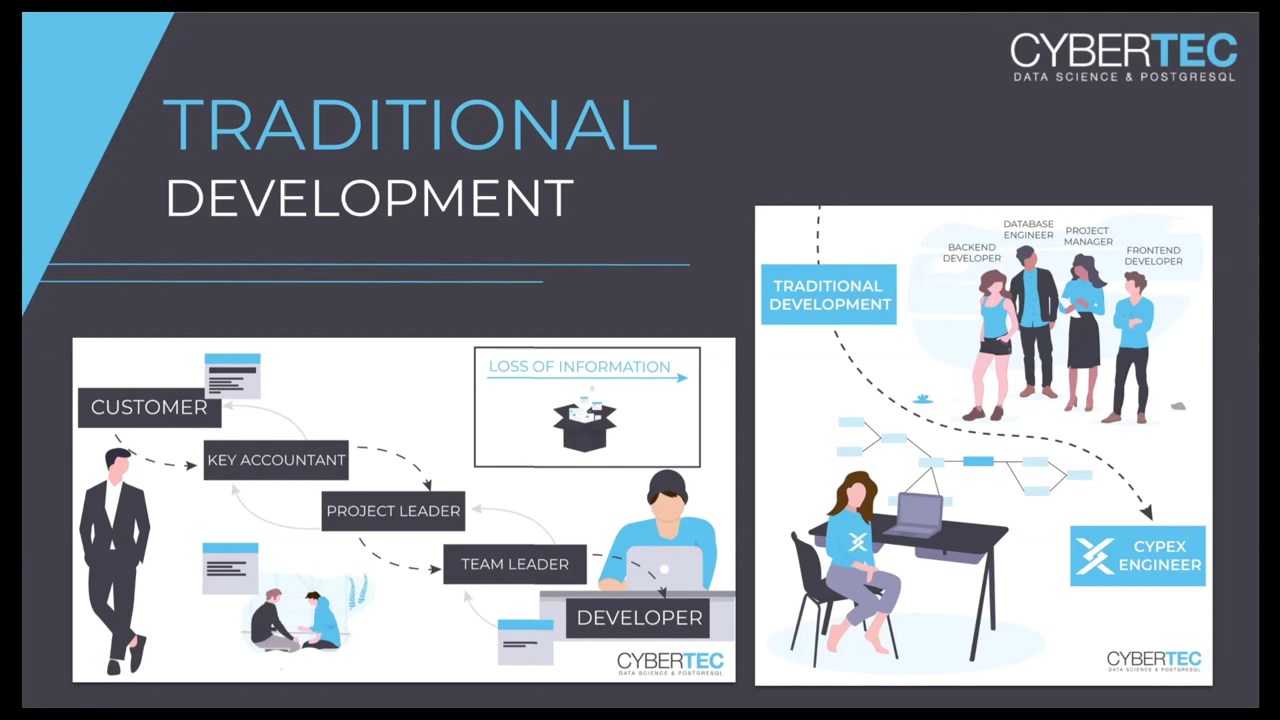 CYBERTEC
DATA SCIENCE & POSTGRESQL
TRADITIONAL
DEVELOPMENT
LOSS OF INFORMATION
CUSTOMER
KEY ACCOUNTANT
PROJECT LEADER
TEAM LEADER
DEVELOPER
CYBERTEC
DATA SCIENCE & POSTGRESQL
BACKEND
DEVELOPER
DATABASE
ENGINEER
PROJECT
MANAGER
FRONTEND
DEVELOPER
TRADITIONAL
DEVELOPMENT
CYPEX
ENGINEER
CYBERTEC
DATA SCIENCE & POSTGRESQL